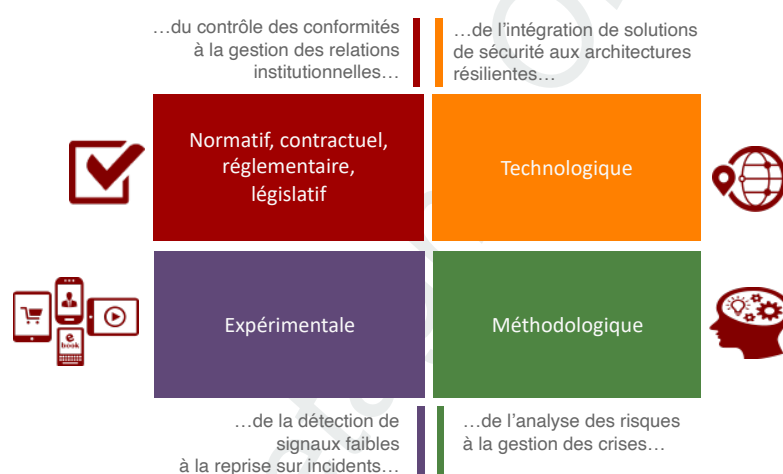 …du contrôle des conformités
à la gestion des relations
institutionnelles…
…de l’intégration de solutions
de sécurité aux architectures
résilientes…
Normatif, contractuel,
réglementaire,
législatif
Technologique
e
book
Expérimentale
Méthodologique
…de la détection de
signaux faibles
à la reprise sur incidents…
…de l’analyse des risques
à la gestion des crises…